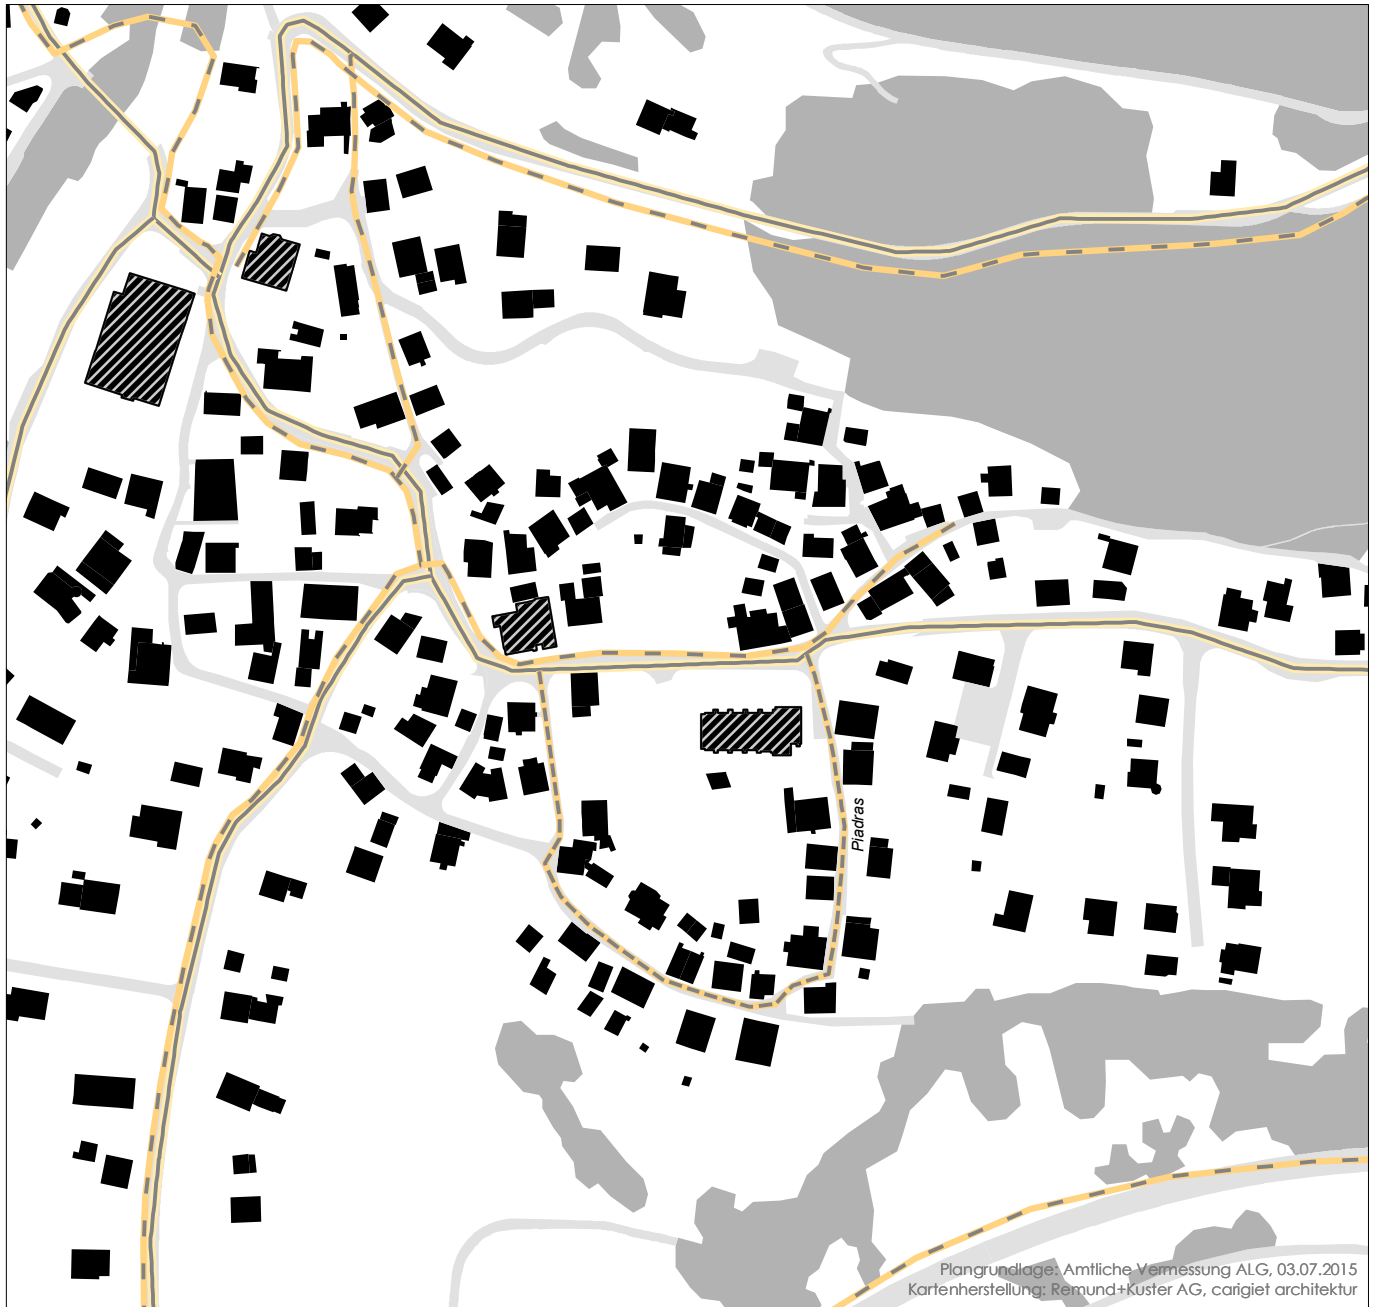 Piadras
Plangrundlage: Amtliche Vermessung ALG, 03.07.2015
Kartenherstellung: Remund+Kuster AG, carigiet architektur